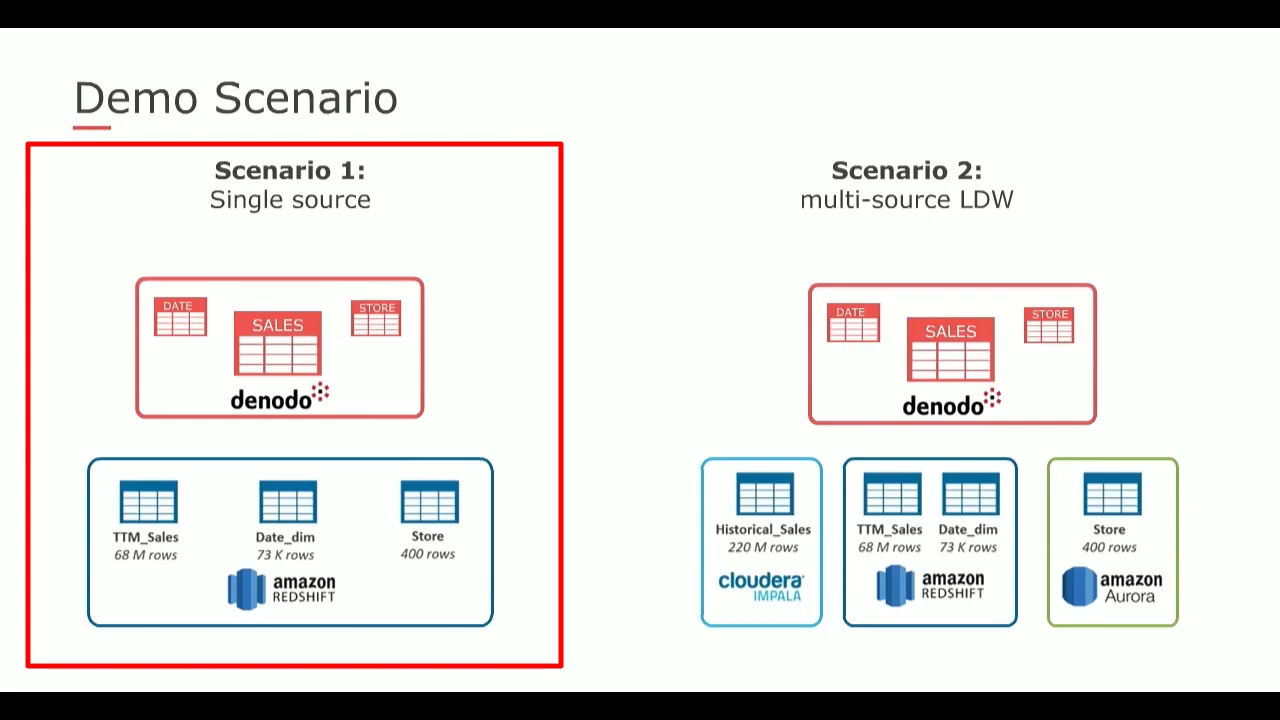 Demo Scenario
Scenario 1:
Single source
DATE
SALES
STORE
denodo
TTM_Sales
68 M rows
Date_dim
73 K rows
Store
400 rows
amazon
REDSHIFT
Scenario 2:
multi-source LDW
DATE
SALES
STORE
denodo
Historical_Sales
220 M rows
cloudera
IMPALA
TTM_Sales
68 M rows
Date_dim
73 K rows
amazon
REDSHIFT
Store
400 rows
amazon
Aurora